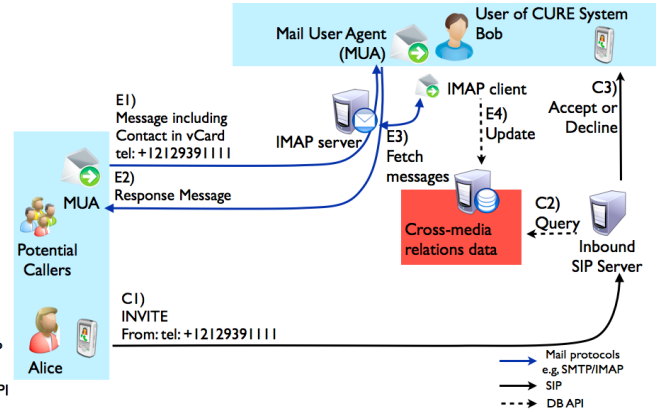 User of CURE System
Bob
Mail User Agent
(MUA)
E1)
Message including
Contact in vCard
tel: +12129391111
IMAP server
IMAP client
E4)
Update
E3)
Fetch
messages
C3)
Accept or
Decline
E2)
Response Message
MUA
Potential
Callers
Cross-media
relations data
C2)
Query
Inbound
SIP Server
C1)
INVITE
From: tel: +12129391111
Alice
Mail protocols
e.g, SMTP/IMAP
SIP
DB API